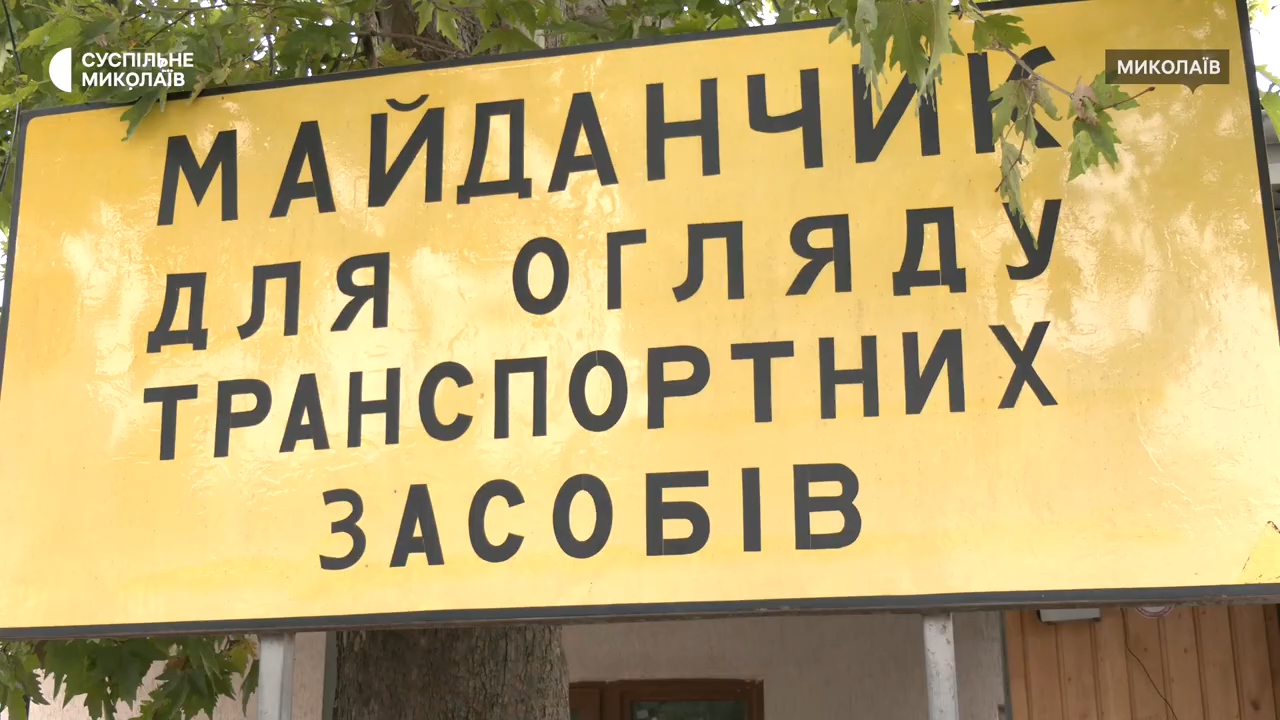 СУСПІЛЬНЕ
МИКОЛАЇВ
МИКОЛАЇВ
МАЙДАНЧИК
ДЛЯ ОГЛЯДУ
ТРАНСПОРТНИХ
ЗАСОБІВ